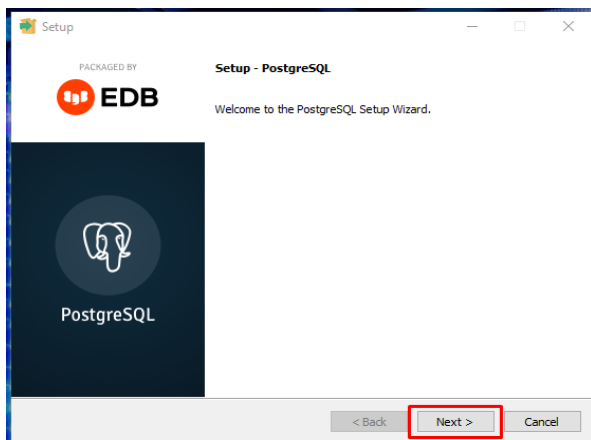 Setup
PACKAGED BY
EDB
Setup - PostgreSQL
Welcome to the PostgreSQL Setup Wizard.
PostgreSQL
< Back
Next >
Cancel